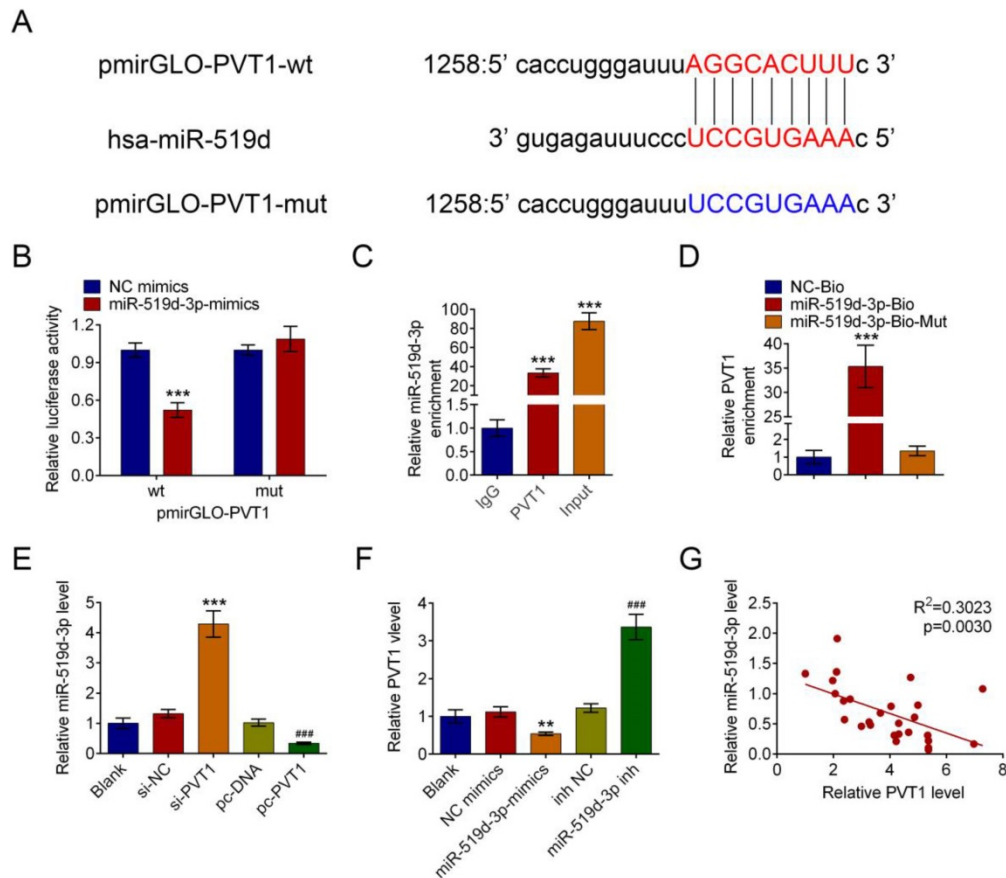 A
pmirGLO-PVT1-wt 1258:5’ caccugggauuuAGGCACUUUc 3’
hsa-miR-519d 3’ gugagauuucccUCCGUGAAAc 5’
pmirGLO-PVT1-mut 1258:5’ caccugggauuuUCCGUGAAAc 3’
B
NC mimics
miR-519d-3p-mimics
Relative luciferase activity
1.2
0.9
0.6
0.3
0.0
***
wt mut
pmirGLO-PVT1
C
Relative miR-519d-3p
enrichment
100
80
60
40
20
1.5
1.0
0.5
0.0
***
***
IgG PVT1 Input
D
NC-Bio
miR-519d-3p-Bio
miR-519d-3p-Bio-Mut
Relative PVT1
enrichment
45
35
25
15
2
1
0
***
E
Relative miR-519d-3p level
5
4
3
2
1
0
***
###
Blank si-NC si-PVT1 pc-DNA pc-PVT1
F
Relative PVT1 vlevel
4
3
2
1
0
**
###
Blank NC mimics miR-519d-3p-mimics inh NC miR-519d-3p inh
G
Relative miR-519d-3p level
2.5
2.0
1.5
1.0
0.5
0.0
R2=0.3023
p=0.0030
0 2 4 6 8
Relative PVT1 level